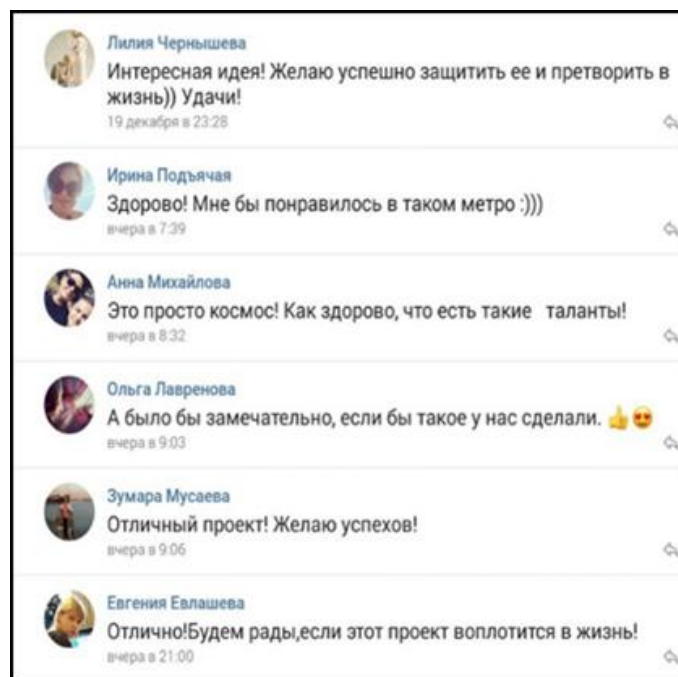 Лилия Чернышева
Интересная идея! Желаю успешно защитить ее и претворить в
жизнь)) Удачи!
19 декабря в 23:28
Ирина Подъячая
Здорово! Мне бы понравилось в таком метро :)))
вчера в 7:39
Анна Михайлова
Это просто космос! Как здорово, что есть такие таланты!
вчера в 8:32
Ольга Лавренова
А было бы замечательно, если бы такое у нас сделали. 👍😍
вчера в 9:03
Зумара Мусаева
Отличный проект! Желаю успехов!
вчера в 9:06
Евгения Евлашева
Отлично!Будем рады,если этот проект воплотится в жизнь!
вчера в 21:00